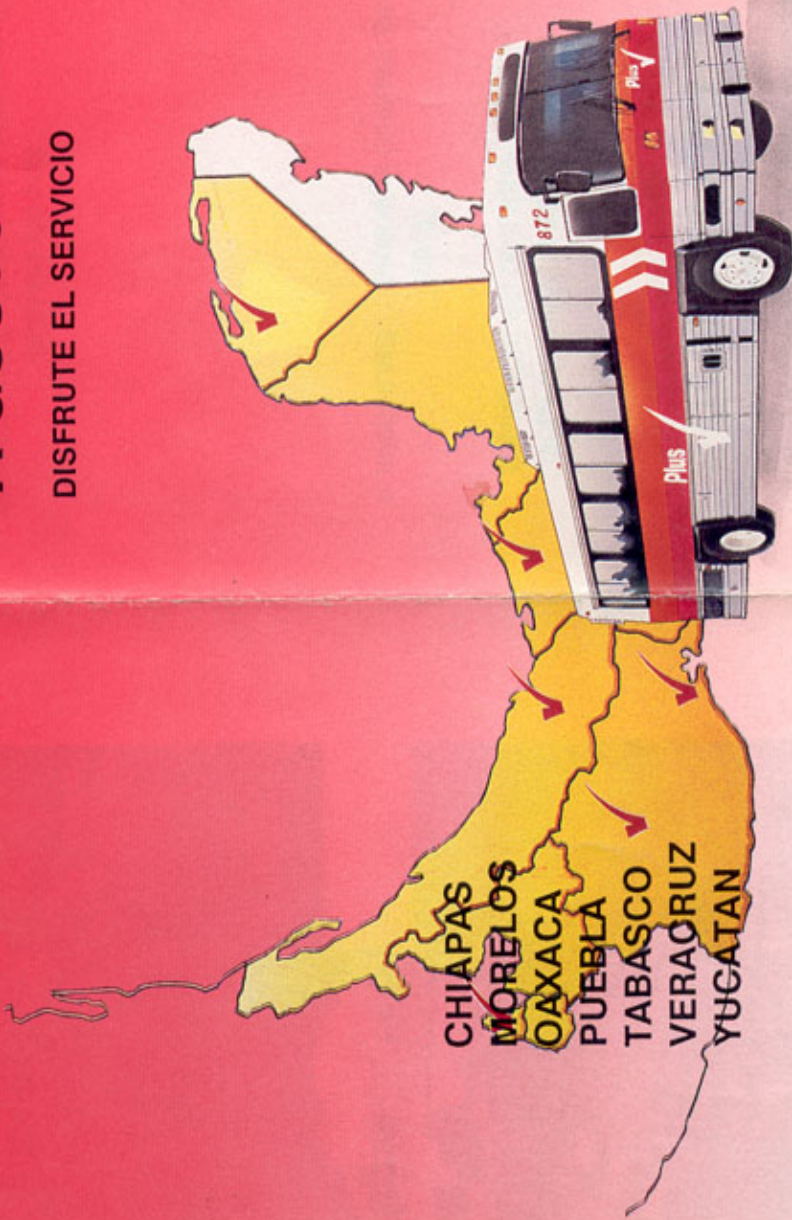 DISFRUTE EL SERVICIO
872
Plus
Plus
CHIAPAS
MORELOS
OAXACA
PUEBLA
TABASCO
VERACRUZ
YUCATAN